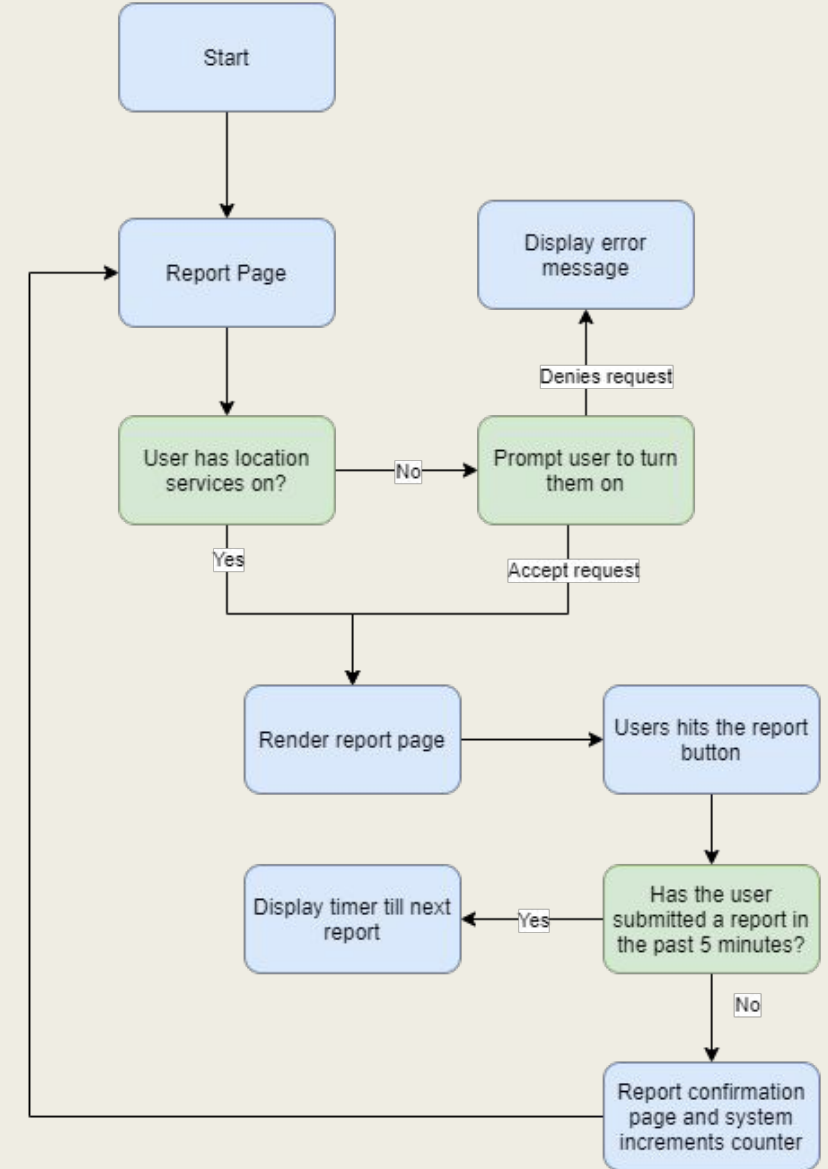 Start
Report Page
Display error
message
Denies request
User has location
services on?
No
Prompt user to turn
them on
Yes
Accept request
Render report page
Users hits the report
button
Display timer till next
report
Yes
Has the user
submitted a report in
the past 5 minutes?
No
Report confirmation
page and system
increments counter